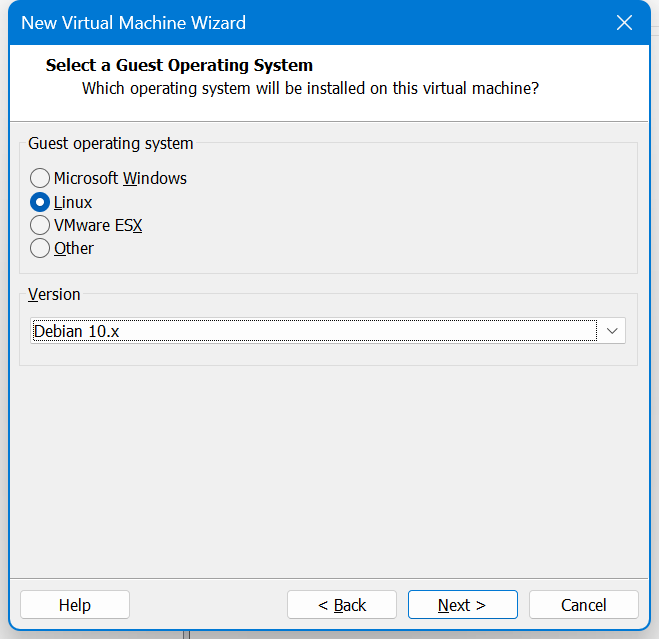 New Virtual Machine Wizard
Select a Guest Operating System
Which operating system will be installed on this virtual machine?
Guest operating system
Microsoft Windows
Linux
VMware ESX
Other
Version
Debian 10.x
Help
< Back
Next >
Cancel